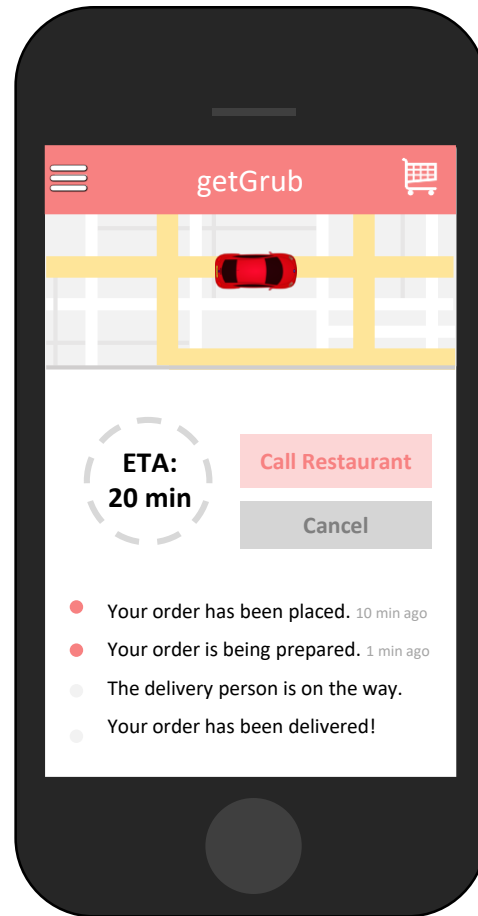 getGrub
ETA:
20 min
Call Restaurant
Cancel
Your order has been placed. 10 min ago
Your order is being prepared. 1 min ago
The delivery person is on the way.
Your order has been delivered!